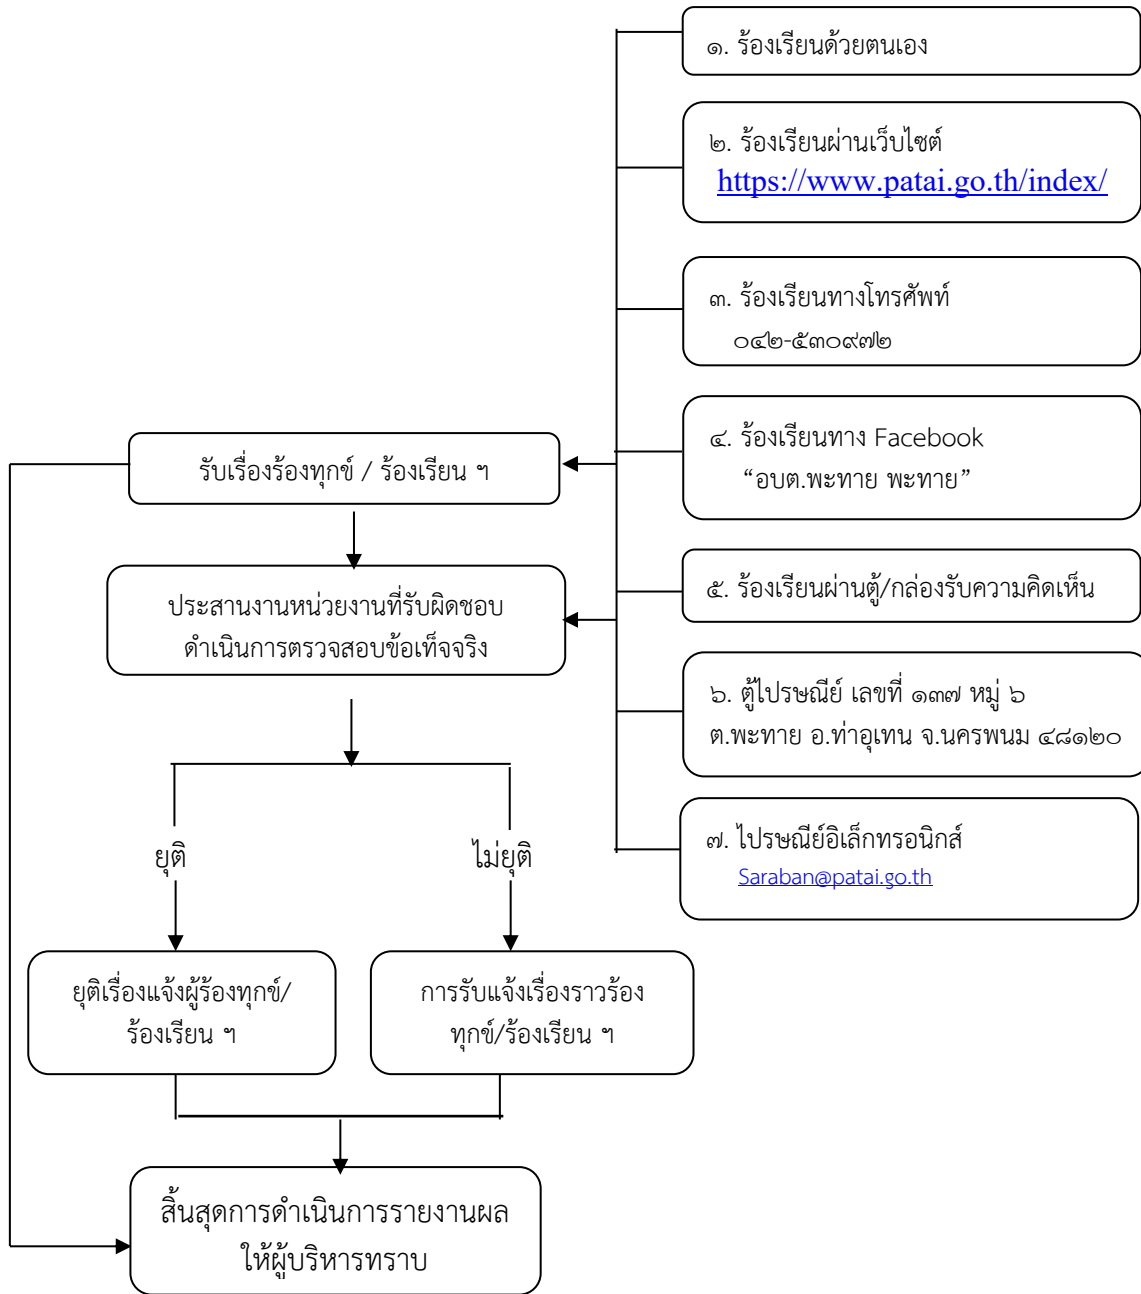 ๑. ร้องเรียนด้วยตนเอง
๒. ร้องเรียนผ่านเว็บไซต์
https://www.patai.go.th/index/
๓. ร้องเรียนทางโทรศัพท์
๐๔๒-๕๓๐๙๗๒
๔. ร้องเรียนทาง Facebook
“อบต.พะทาย พะทาย”
๕. ร้องเรียนผ่านตู้/กล่องรับความคิดเห็น
๖. ตู้ไปรษณีย์ เลขที่ ๑๓๗ หมู่ ๖
ต.พะทาย อ.ท่าอุเทน จ.นครพนม ๔๘๑๒๐
๗. ไปรษณีย์อิเล็กทรอนิกส์
Saraban@patai.go.th
รับเรื่องร้องทุกข์ / ร้องเรียน ฯ
ประสานงานหน่วยงานที่รับผิดชอบ
ดำเนินการตรวจสอบข้อเท็จจริง
ยุติ
ไม่ยุติ
ยุติเรื่องแจ้งผู้ร้องทุกข์/
ร้องเรียน ฯ
การรับแจ้งเรื่องราวร้อง
ทุกข์/ร้องเรียน ฯ
สิ้นสุดการดำเนินการรายงานผล
ให้ผู้บริหารทราบ